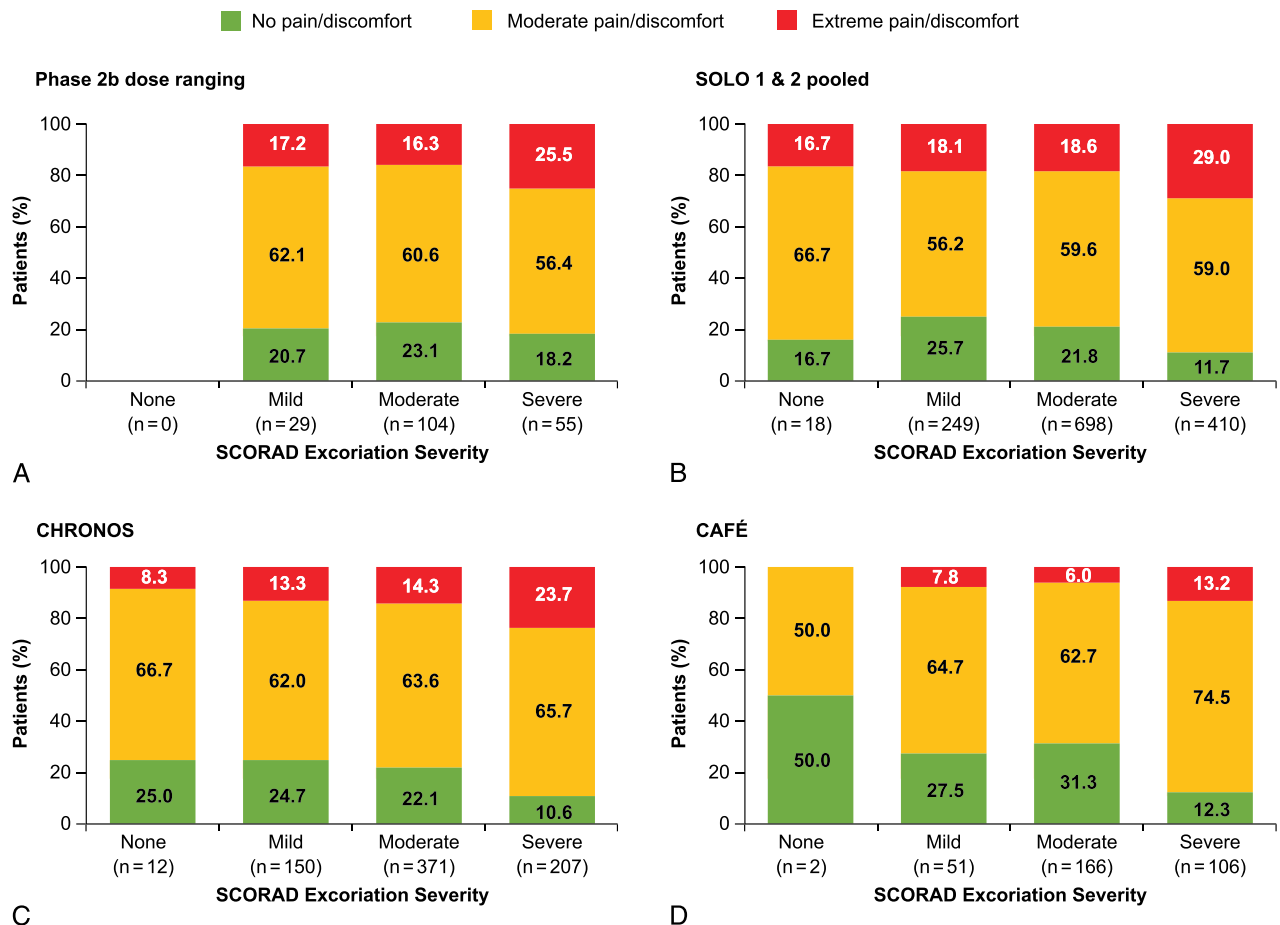 No pain/discomfort Moderate pain/discomfort Extreme pain/discomfort
Phase 2b dose ranging
Patients (%)
100
80
60
40
20
0
17.2 16.3 25.5
62.1 60.6 56.4
20.7 23.1 18.2
None Mild Moderate Severe
(n=0) (n=29) (n=104) (n=55)
SCORAD Excoriation Severity
A
SOLO 1 & 2 pooled
Patients (%)
100
80
60
40
20
0
16.7 18.1 18.6 29.0
66.7 56.2 59.6 59.0
16.7 25.7 21.8 11.7
None Mild Moderate Severe
(n=18) (n=249) (n=698) (n=410)
SCORAD Excoriation Severity
B
CHRONOS
Patients (%)
100
80
60
40
20
0
8.3 13.3 14.3 23.7
66.7 62.0 63.6 65.7
25.0 24.7 22.1 10.6
None Mild Moderate Severe
(n=12) (n=150) (n=371) (n=207)
SCORAD Excoriation Severity
C
CAFÉ
Patients (%)
100
80
60
40
20
0
7.8 6.0 13.2
50.0 64.7 62.7 74.5
50.0 27.5 31.3 12.3
None Mild Moderate Severe
(n=2) (n=51) (n=166) (n=106)
SCORAD Excoriation Severity
D